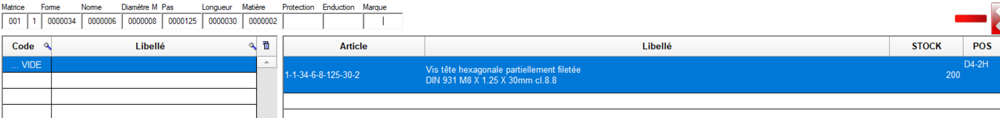 Matrice Forme Norme Diamètre M Pas Longueur Matière Protection Enduction Marque
001 1 0000034 0000006 0000008 0000125 0000030 0000002
Code Libellé Article Libellé STOCK POS
... VIDE
1-1-34-6-8-125-30-2
Vis tête hexagonale partiellement filetée
DIN 931 M8 X 1.25 X 30mm cl.8.8
200
D4-2H